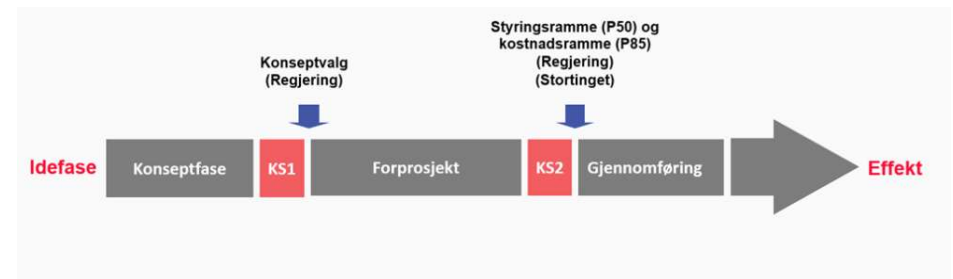 Styringsramme (P50) og
kostnadsramme (P85)
(Regjering)
(Stortinget)
Konseptvalg
(Regjering)
Idefase
Konseptfase
KS1
Forprosjekt
KS2
Gjennomføring
Effekt